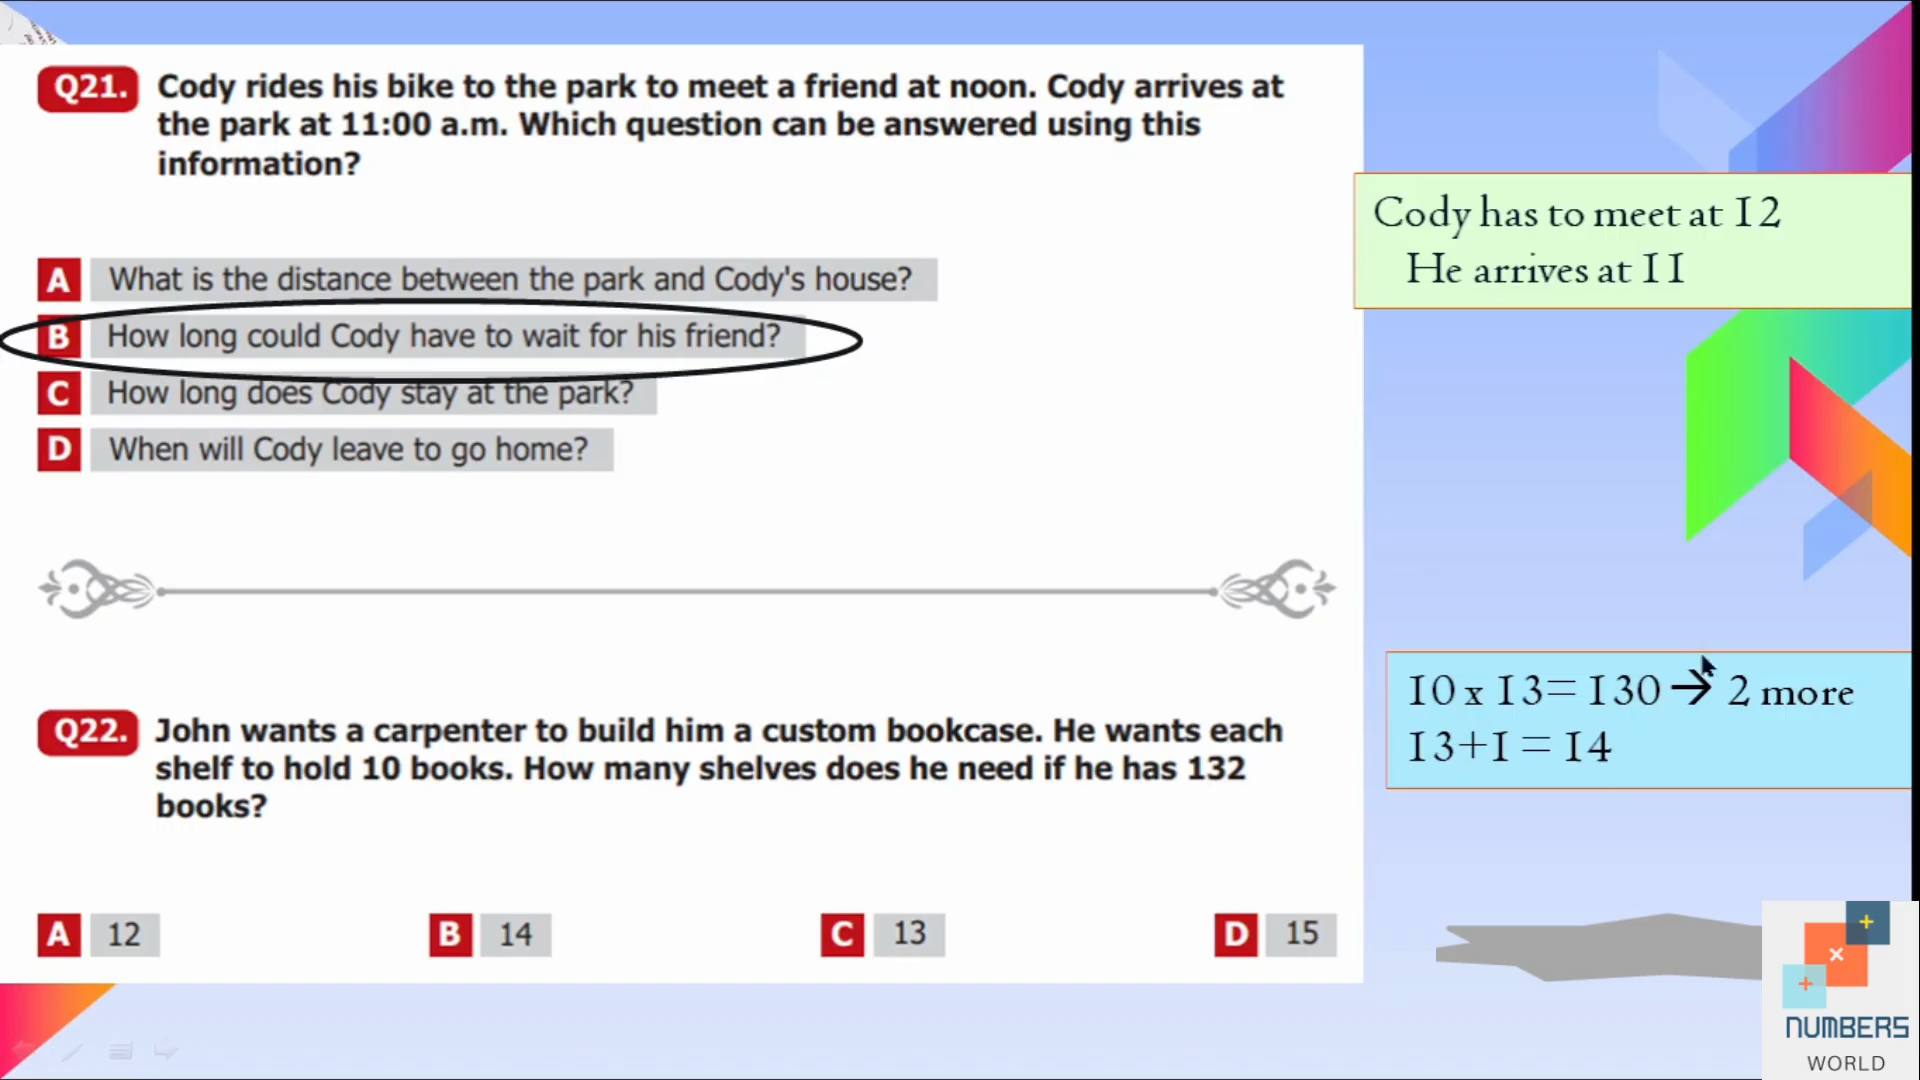 Q21. Cody rides his bike to the park to meet a friend at noon. Cody arrives at
the park at 11:00 a.m. Which question can be answered using this
information?
A What is the distance between the park and Cody's house?
B How long could Cody have to wait for his friend?
C How long does Cody stay at the park?
D When will Cody leave to go home?
Cody has to meet at 12
He arrives at 11
Q22. John wants a carpenter to build him a custom bookcase. He wants each
shelf to hold 10 books. How many shelves does he need if he has 132
books?
A 12 B 14 C 13 D 15
10 x 13= 130 → 2 more
13+1 = 14
NUMBERS
WORLD